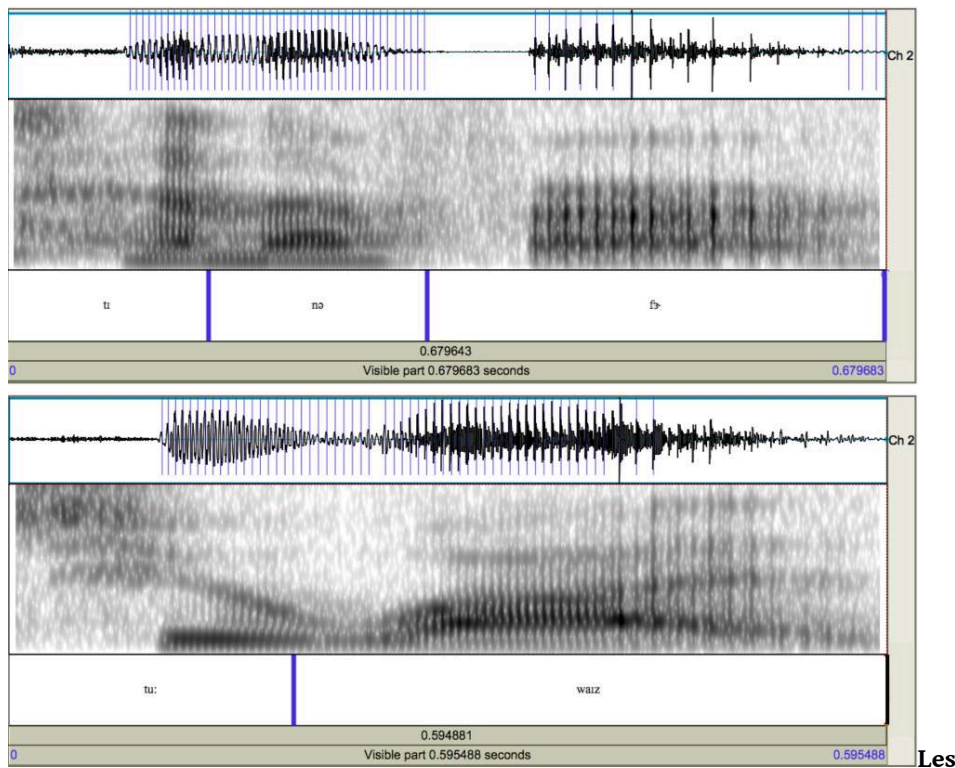 Ch 2
tɪ nə fɝ
0.679643
0 Visible part 0.679683 seconds 0.679683
Ch 2
tuː waɪz
0.594881
0 Visible part 0.595488 seconds 0.595488
Les